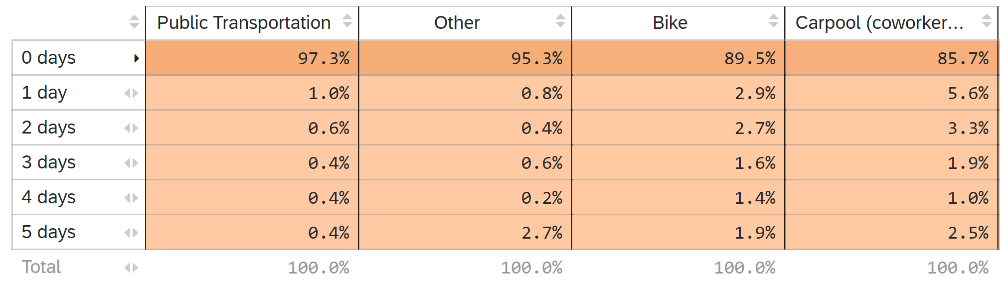 Public Transportation Other Bike Carpool (coworker...
0 days 97.3% 95.3% 89.5% 85.7%
1 day 1.0% 0.8% 2.9% 5.6%
2 days 0.6% 0.4% 2.7% 3.3%
3 days 0.4% 0.6% 1.6% 1.9%
4 days 0.4% 0.2% 1.4% 1.0%
5 days 0.4% 2.7% 1.9% 2.5%
Total 100.0% 100.0% 100.0% 100.0%